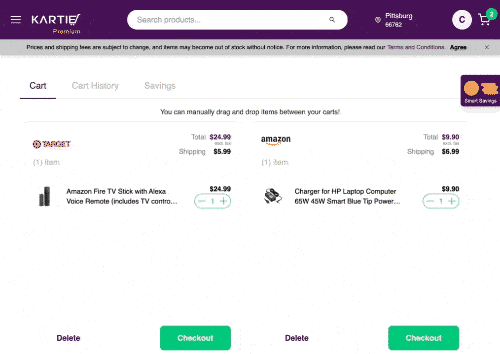 KARTIE
Premium
Search products...
Pittsburg
66762
C
2
Prices and shipping fees are subject to change, and items may become out of stock without notice. For more information, please read our Terms and Conditions. Agree
Cart
Cart History
Savings
Smart Savings
You can manually drag and drop items between your carts!
TARGET
(1) Item
Total $24.99
excl. tax
Shipping $5.99
Amazon Fire TV Stick with Alexa
Voice Remote (includes TV contro...
$24.99
1
Delete
Checkout
amazon
(1) Item
Total $9.90
excl. tax
Shipping $6.99
Charger for HP Laptop Computer
65W 45W Smart Blue Tip Power...
$9.90
1
Delete
Checkout